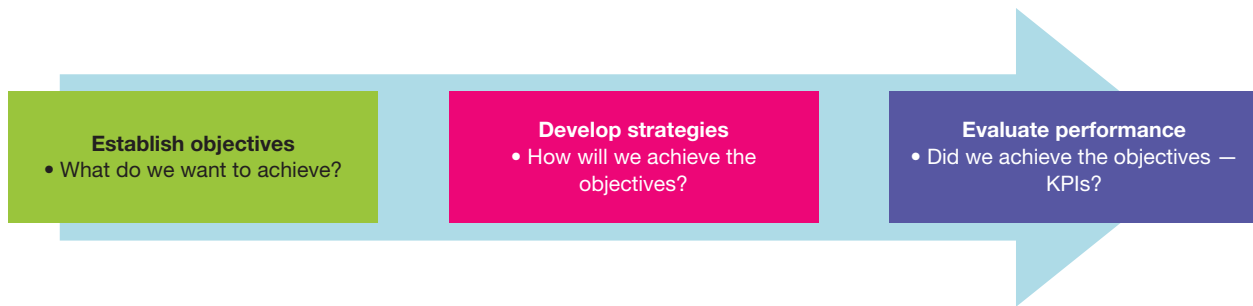 Establish objectives
• What do we want to achieve?
Develop strategies
• How will we achieve the
objectives?
Evaluate performance
• Did we achieve the objectives —
KPIs?